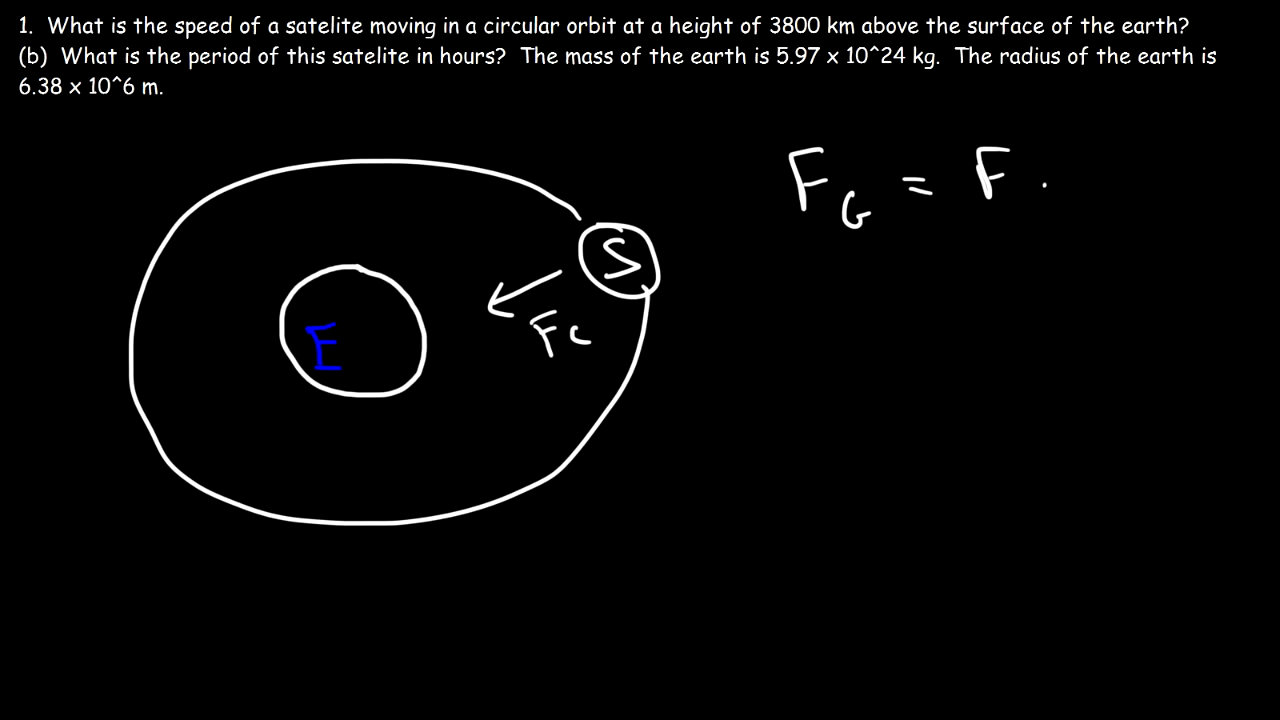 1.  What is the speed of a satelite moving in a circular orbit at a height of 3800 km above the surface of the earth?
(b)  What is the period of this satelite in hours?  The mass of the earth is 5.97 x 10^24 kg.  The radius of the earth is
6.38 x 10^6 m.
F_G = F
S
Fc
E